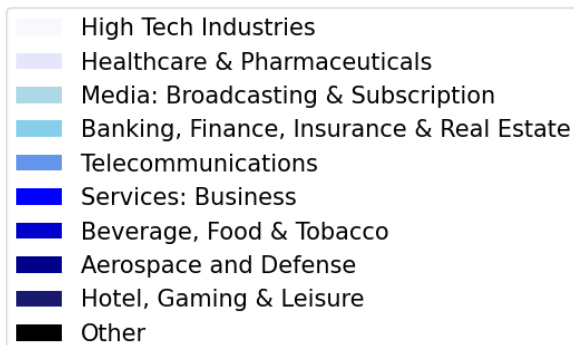 High Tech Industries
Healthcare & Pharmaceuticals
Media: Broadcasting & Subscription
Banking, Finance, Insurance & Real Estate
Telecommunications
Services: Business
Beverage, Food & Tobacco
Aerospace and Defense
Hotel, Gaming & Leisure
Other